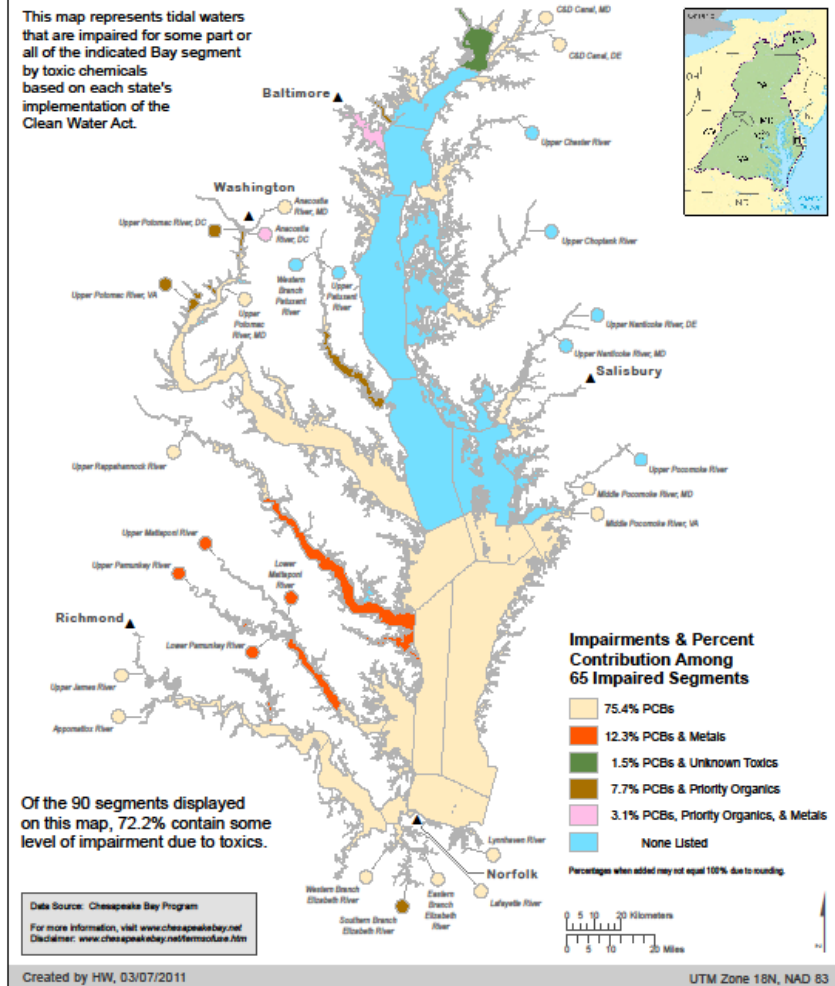 This map represents tidal waters
that are impaired for some part or
all of the indicated Bay segment
by toxic chemicals
based on each state's
implementation of the
Clean Water Act.
C&D Canal, MD
C&D Canal, DE
Baltimore
Upper Chester River
Washington
Anacostia
River, MD
Upper Potomac River, DC
Anacostia
River, DC
Upper Choptank River
Western
Branch
Patuxent
River
Upper
Patuxent
River
Upper Potomac River, VA
Upper
Potomac
River, MD
Upper Nanticoke River, DE
Upper Nanticoke River, MD
Salisbury
Upper Rappahannock River
Upper Pocomoke River
Middle Pocomoke River, MD
Middle Pocomoke River, VA
Upper Mattaponi River
Upper Pamunkey River
Lower
Mattaponi
River
Richmond
Lower Pamunkey River
Upper James River
Appomattox River
Impairments & Percent
Contribution Among
65 Impaired Segments
75.4% PCBs
12.3% PCBs & Metals
1.5% PCBs & Unknown Toxics
7.7% PCBs & Priority Organics
3.1% PCBs, Priority Organics, & Metals
None Listed
Percentages when added may not equal 100% due to rounding.
Of the 90 segments displayed
on this map, 72.2% contain some
level of impairment due to toxics.
Lynnhaven River
Norfolk
Western Branch
Elizabeth River
Eastern
Branch
Elizabeth
River
Lafayette River
Southern Branch
Elizabeth River
Data Source: Chesapeake Bay Program
For more information, visit www.chesapeakebay.net
Disclaimer: www.chesapeakebay.net/termsofuse.htm
0 5 10 20 Kilometers
0 5 10 20 Miles
N
Created by HW, 03/07/2011
UTM Zone 18N, NAD 83